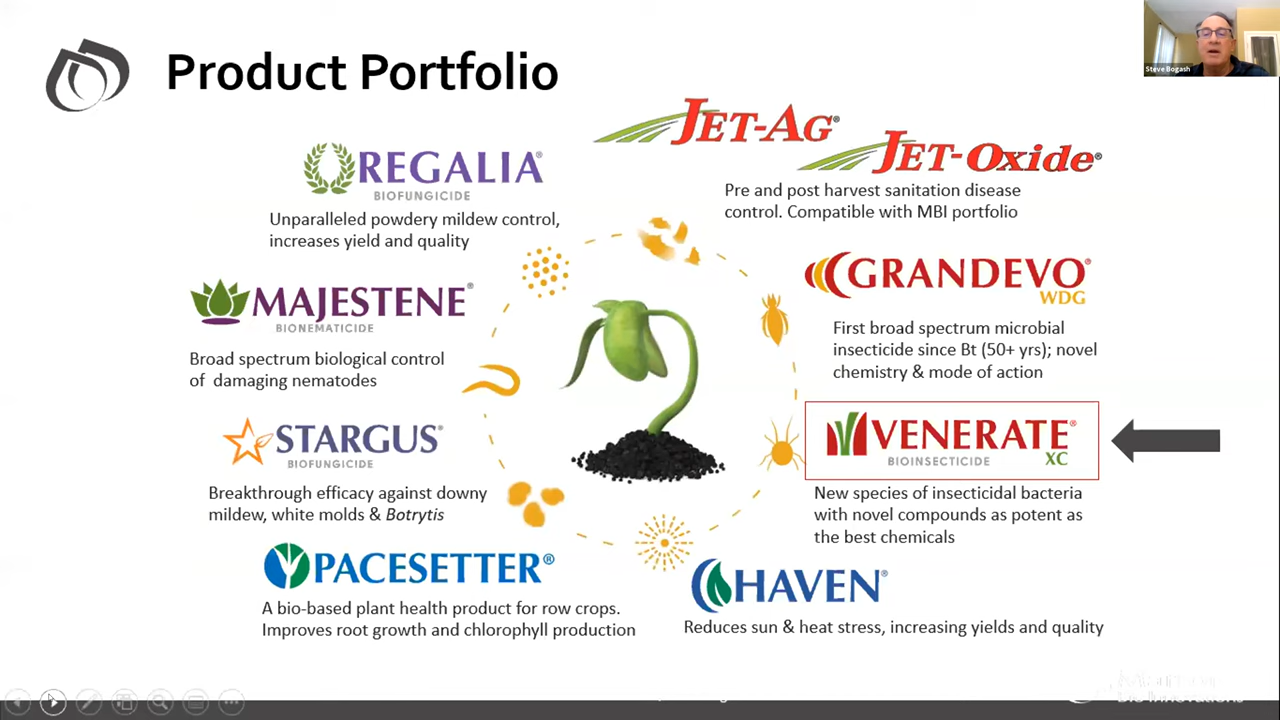 Product Portfolio
Steve Bogash
JET-AG®
JET-OXIDE®
Pre and post harvest sanitation disease
control. Compatible with MBI portfolio
REGALIA®
BIOFUNGICIDE
Unparalleled powdery mildew control,
increases yield and quality
GRANDEVO®
WDG
First broad spectrum microbial
insecticide since Bt (50+ yrs); novel
chemistry & mode of action
MAJESTENE®
BIONEMATICIDE
Broad spectrum biological control
of damaging nematodes
VENERATE®
BIOINSECTICIDE XC
New species of insecticidal bacteria
with novel compounds as potent as
the best chemicals
STARGUS®
BIOFUNGICIDE
Breakthrough efficacy against downy
mildew, white molds & Botrytis
PACESETTER®
A bio-based plant health product for row crops.
Improves root growth and chlorophyll production
HAVEN®
Reduces sun & heat stress, increasing yields and quality